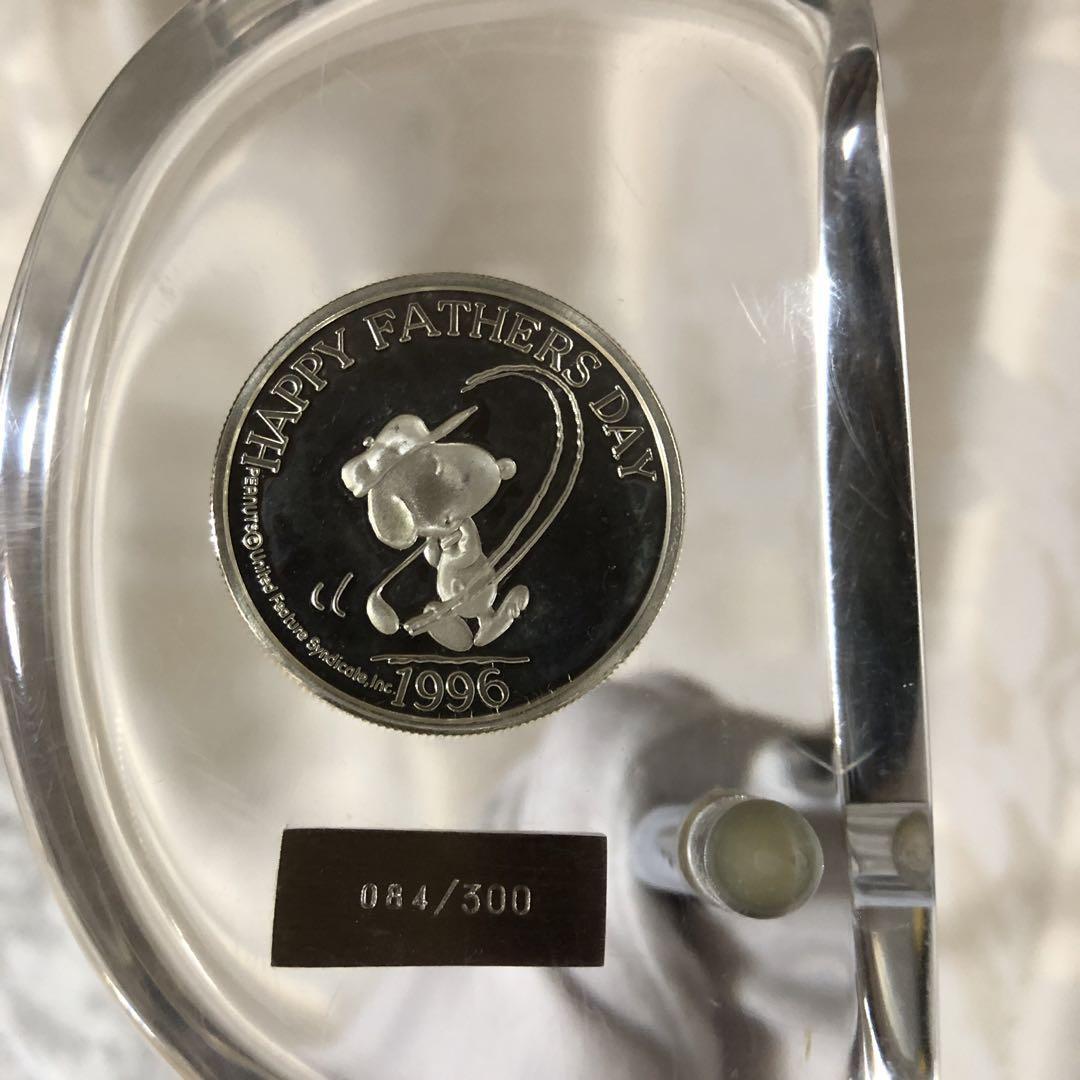 HAPPY FATHERS DAY
PEANUTS © United Feature Syndicate, Inc.
1996
084/300